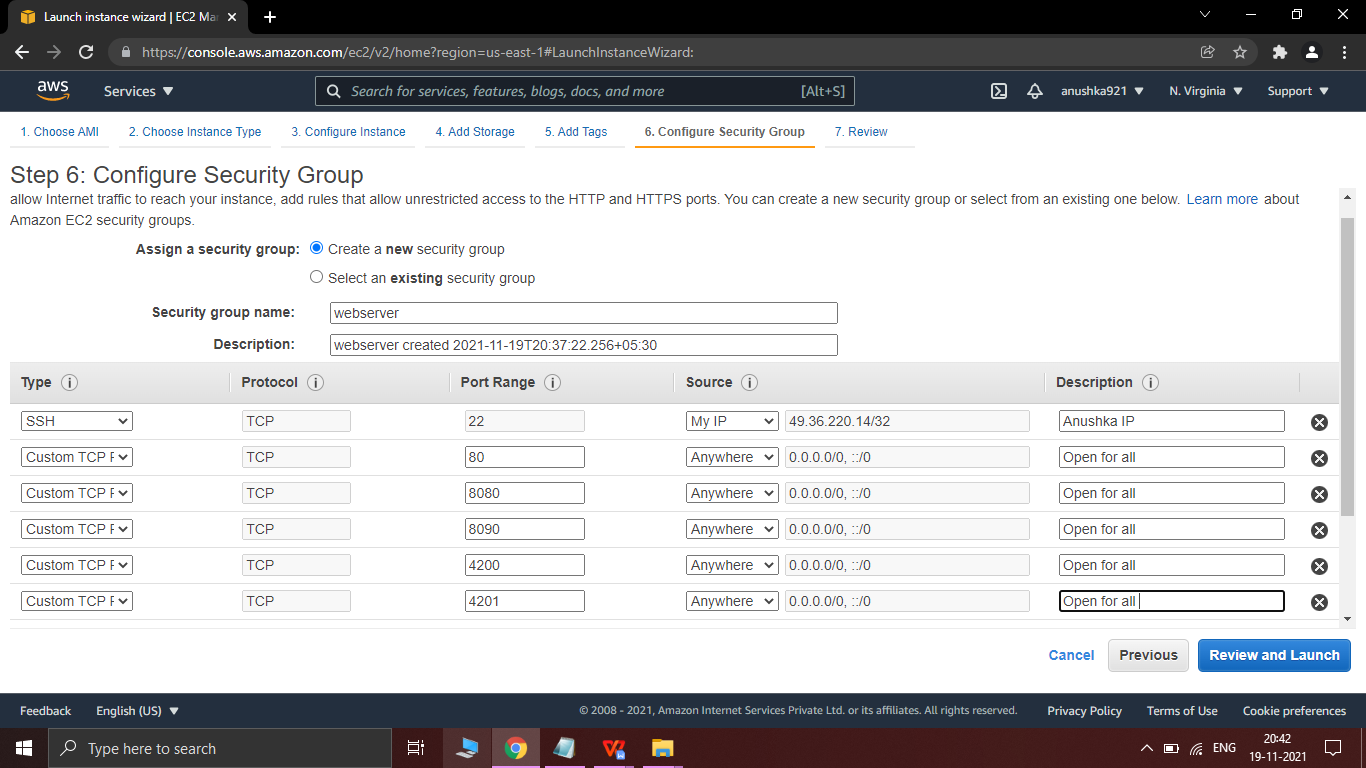 Launch instance wizard | EC2 Ma
https://console.aws.amazon.com/ec2/v2/home?region=us-east-1#LaunchInstanceWizard:
aws Services Search for services, features, blogs, docs, and more [Alt+S] anushka921 N. Virginia Support
1. Choose AMI 2. Choose Instance Type 3. Configure Instance 4. Add Storage 5. Add Tags 6. Configure Security Group 7. Review
Step 6: Configure Security Group
allow Internet traffic to reach your instance, add rules that allow unrestricted access to the HTTP and HTTPS ports. You can create a new security group or select from an existing one below. Learn more about
Amazon EC2 security groups.
Assign a security group: Create a new security group
Select an existing security group
Security group name: webserver
Description: webserver created 2021-11-19T20:37:22.256+05:30
Type i Protocol i Port Range i Source i Description i
SSH TCP 22 My IP 49.36.220.14/32 Anushka IP
Custom TCP F TCP 80 Anywhere 0.0.0.0/0, ::/0 Open for all
Custom TCP F TCP 8080 Anywhere 0.0.0.0/0, ::/0 Open for all
Custom TCP F TCP 8090 Anywhere 0.0.0.0/0, ::/0 Open for all
Custom TCP F TCP 4200 Anywhere 0.0.0.0/0, ::/0 Open for all
Custom TCP F TCP 4201 Anywhere 0.0.0.0/0, ::/0 Open for all
Cancel Previous Review and Launch
Feedback English (US) © 2008 - 2021, Amazon Internet Services Private Ltd. or its affiliates. All rights reserved. Privacy Policy Terms of Use Cookie preferences
Type here to search ENG 20:42
19-11-2021